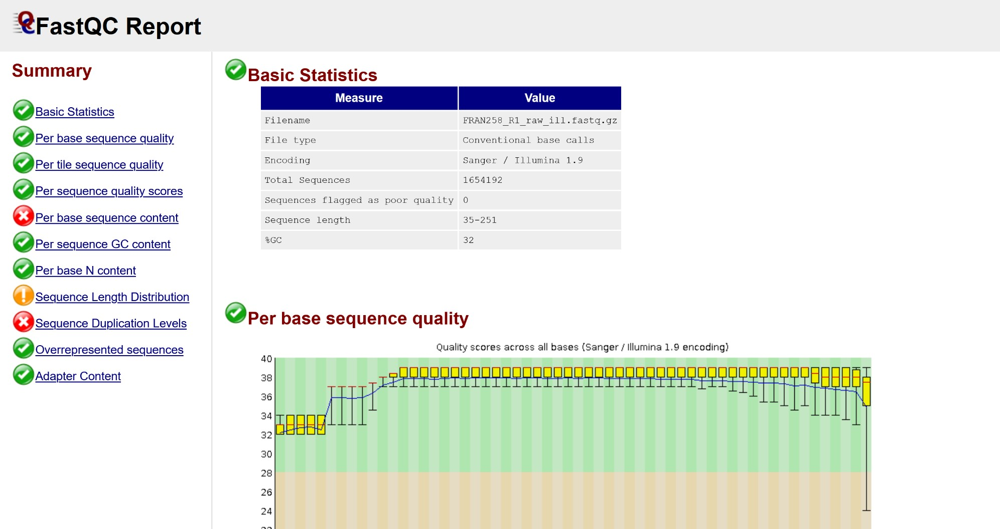 FastQC Report
Summary
Basic Statistics
Per base sequence quality
Per tile sequence quality
Per sequence quality scores
Per base sequence content
Per sequence GC content
Per base N content
Sequence Length Distribution
Sequence Duplication Levels
Overrepresented sequences
Adapter Content
Basic Statistics
Measure Value
Filename FRAN258_R1_raw_ill.fastq.gz
File type Conventional base calls
Encoding Sanger / Illumina 1.9
Total Sequences 1654192
Sequences flagged as poor quality 0
Sequence length 35-251
%GC 32
Per base sequence quality
Quality scores across all bases (Sanger / Illumina 1.9 encoding)
40
38
36
34
32
30
28
26
24